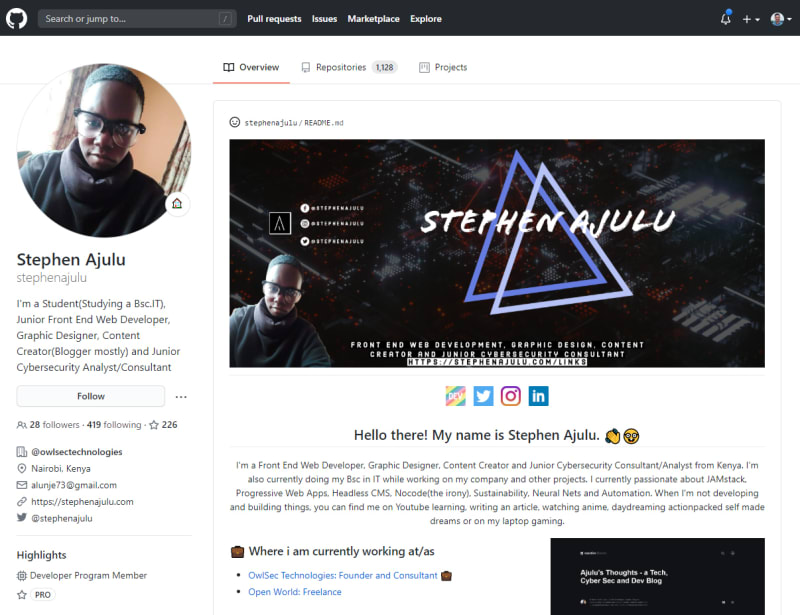 Search or jump to...
/
Pull requests Issues Marketplace Explore
Overview
Repositories 1,128
Projects
stephenajulu/README.md
@STEPHENAJULU
@STEPHENAJULU
@STEPHENAJULU
STEPHEN AJULU
FRONT END WEB DEVELOPMENT, GRAPHIC DESIGN, CONTENT
CREATOR AND JUNIOR CYBERSECURITY CONSULTANT
HTTPS://STEPHENAJULU.COM/LINKS
Stephen Ajulu
stephenajulu
I'm a Student(Studying a Bsc.IT),
Junior Front End Web Developer,
Graphic Designer, Content
Creator(Blogger mostly) and Junior
Cybersecurity Analyst/Consultant
Follow
28 followers · 419 following · 226
@owlsectechnologies
Nairobi, Kenya
alunje73@gmail.com
https://stephenajulu.com
@stephenajulu
Highlights
Developer Program Member
PRO
DEV
in
Hello there! My name is Stephen Ajulu.
I'm a Front End Web Developer, Graphic Designer, Content Creator and Junior Cybersecurity Consultant/Analyst from Kenya. I'm
also currently doing my Bsc in IT while working on my company and other projects. I currently passionate about JAMstack,
Progressive Web Apps, Headless CMS, Nocode(the irony), Sustainability, Neural Nets and Automation. When I'm not developing
and building things, you can find me on Youtube learning, writing an article, watching anime, daydreaming actionpacked self made
dreams or on my laptop gaming.
Where i am currently working at/as
OwlSec Technologies: Founder and Consultant
Open World: Freelance
Ajulu's Thoughts - a Tech,
Cyber Sec and Dev Blog